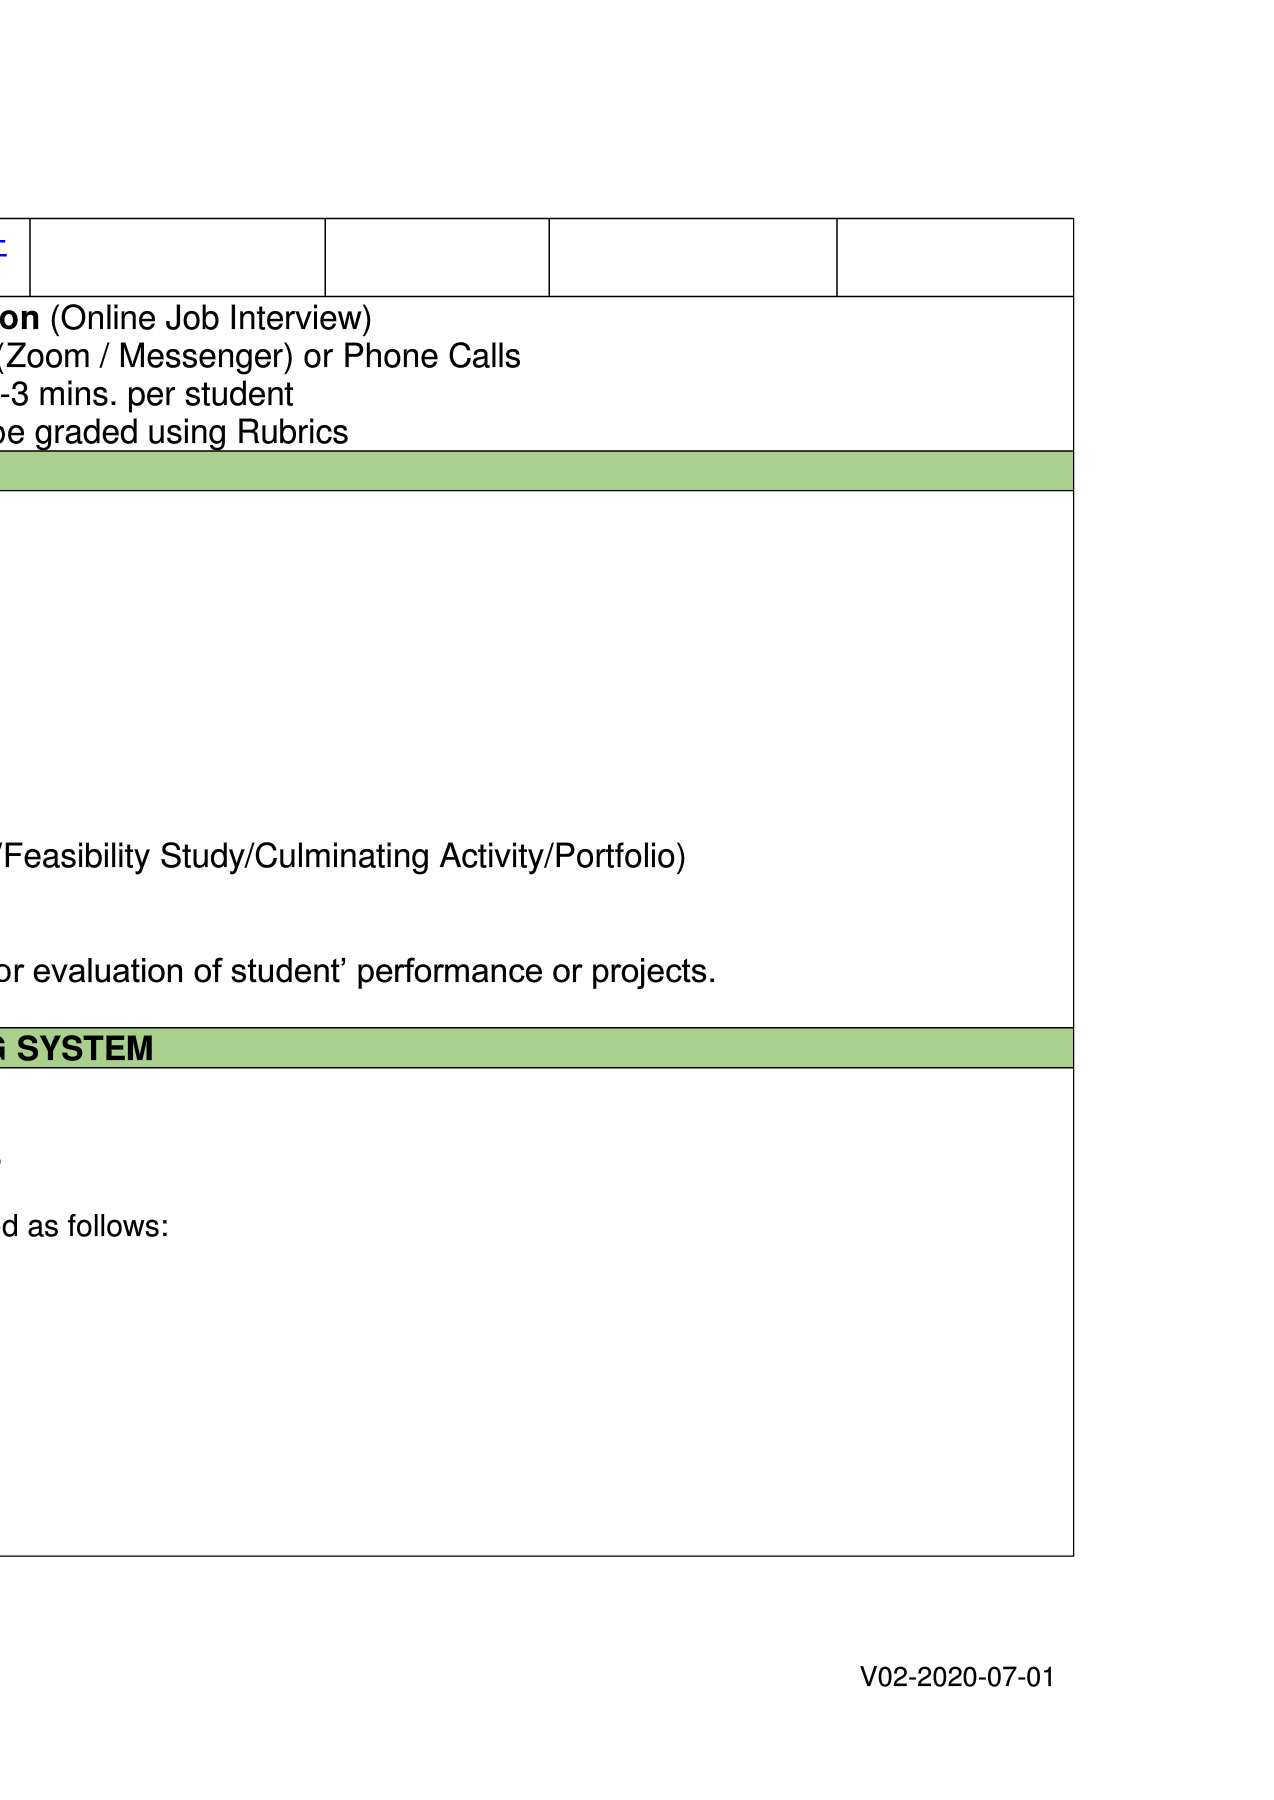 on (Online Job Interview)
(Zoom / Messenger) or Phone Calls
-3 mins. per student
be graded using Rubrics
/Feasibility Study/Culminating Activity/Portfolio)
or evaluation of student’ performance or projects.
G SYSTEM
ed as follows:
V02-2020-07-01